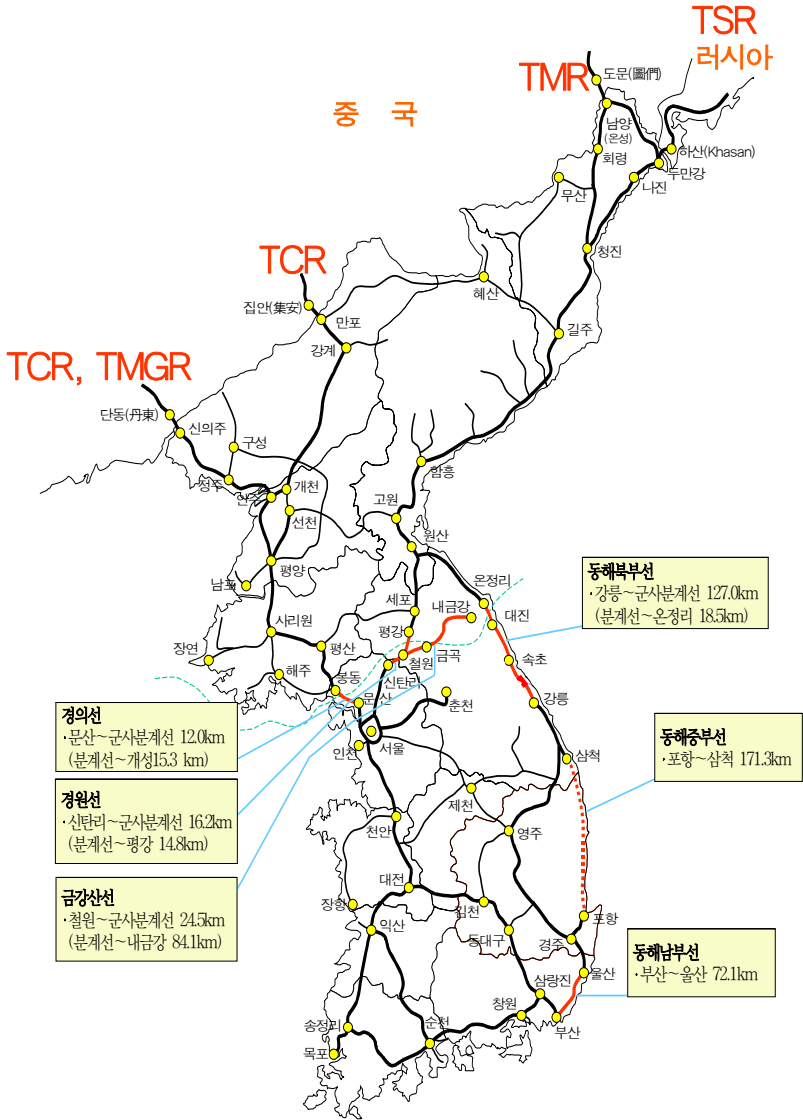 TSR
러시아
TMR
도문(圖們)
중 국
남양
(온성)
회령
하산(Khasan)
두만강
나진
무산
청진
TCR
혜산
집안(集安)
만포
길주
강계
TCR, TMGR
단동(丹東)
신의주
구성
함흥
정주
개천
안주
고원
선천
원산
평양
남포
온정리
세포
내금강
대진
사리원
평강
평산
금곡
장연
철원
속초
해주
신탄리
봉동
문산
춘천
강릉
서울
인천
삼척
제천
천안
영주
대전
장항
김천
포항
익산
동대구
경주
울산
삼랑진
창원
부산
송정리
순천
목포
동해북부선
·강릉~군사분계선 127.0km
(분계선~온정리 18.5km)
경의선
·문산~군사분계선 12.0km
(분계선~개성15.3 km)
동해중부선
·포항~삼척 171.3km
경원선
·신탄리~군사분계선 16.2km
(분계선~평강 14.8km)
금강산선
·철원~군사분계선 24.5km
(분계선~내금강 84.1km)
동해남부선
·부산~울산 72.1km